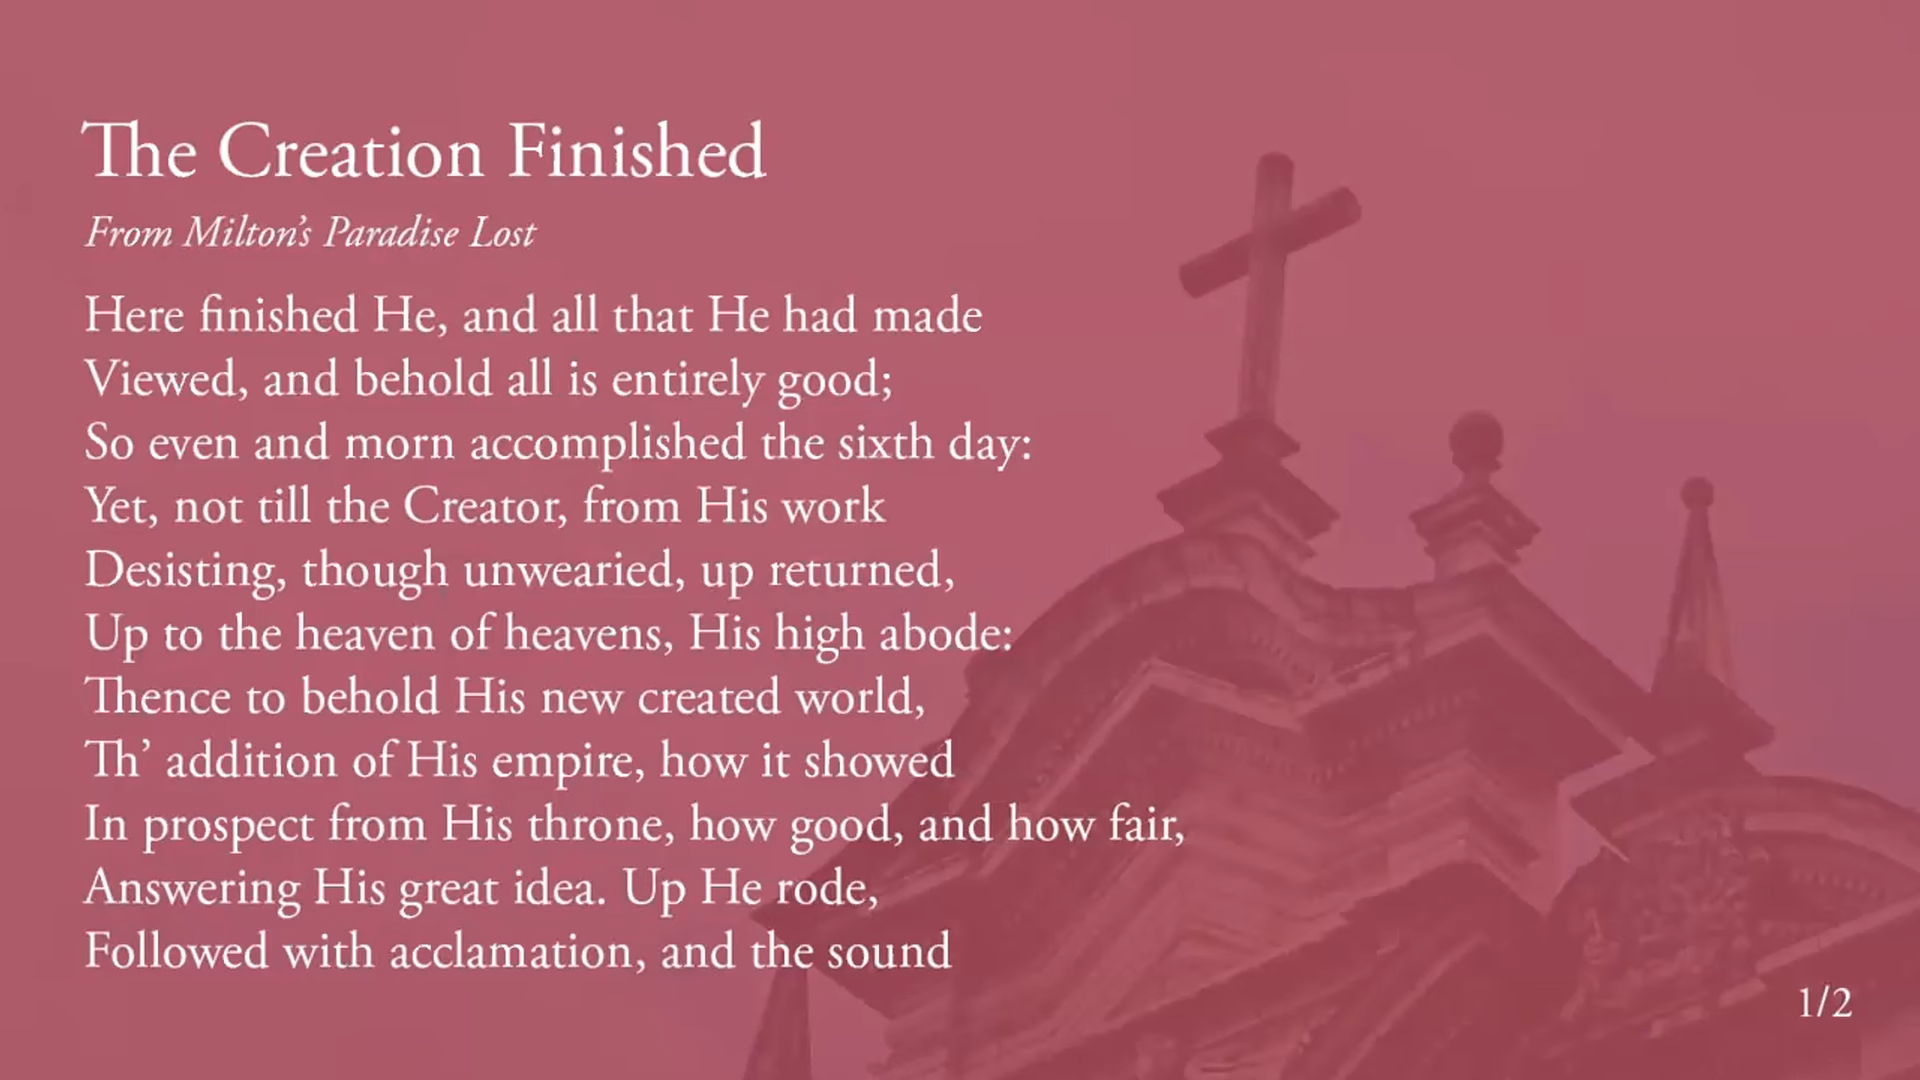 The Creation Finished
From Milton’s Paradise Lost
Here finished He, and all that He had made
Viewed, and behold all is entirely good;
So even and morn accomplished the sixth day:
Yet, not till the Creator, from His work
Desisting, though unwearied, up returned,
Up to the heaven of heavens, His high abode:
Thence to behold His new created world,
Th’ addition of His empire, how it showed
In prospect from His throne, how good, and how fair,
Answering His great idea. Up He rode,
Followed with acclamation, and the sound
1/2